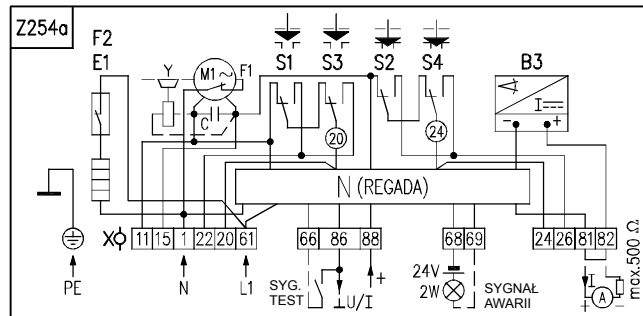 Z254a
F2
E1
Y
M1 ~
F1
C
S1
S3
S2
S4
B3
20
24
I
- +
N (REGADA)
X
11 15 1 22 20 61
66 86 88
68 69
24 26 81 82
PE
N
L1
SYG.
TEST
U/I
+
24V
2W
SYGNAŁ
AWARII
I
A
- +
max.500 Ω